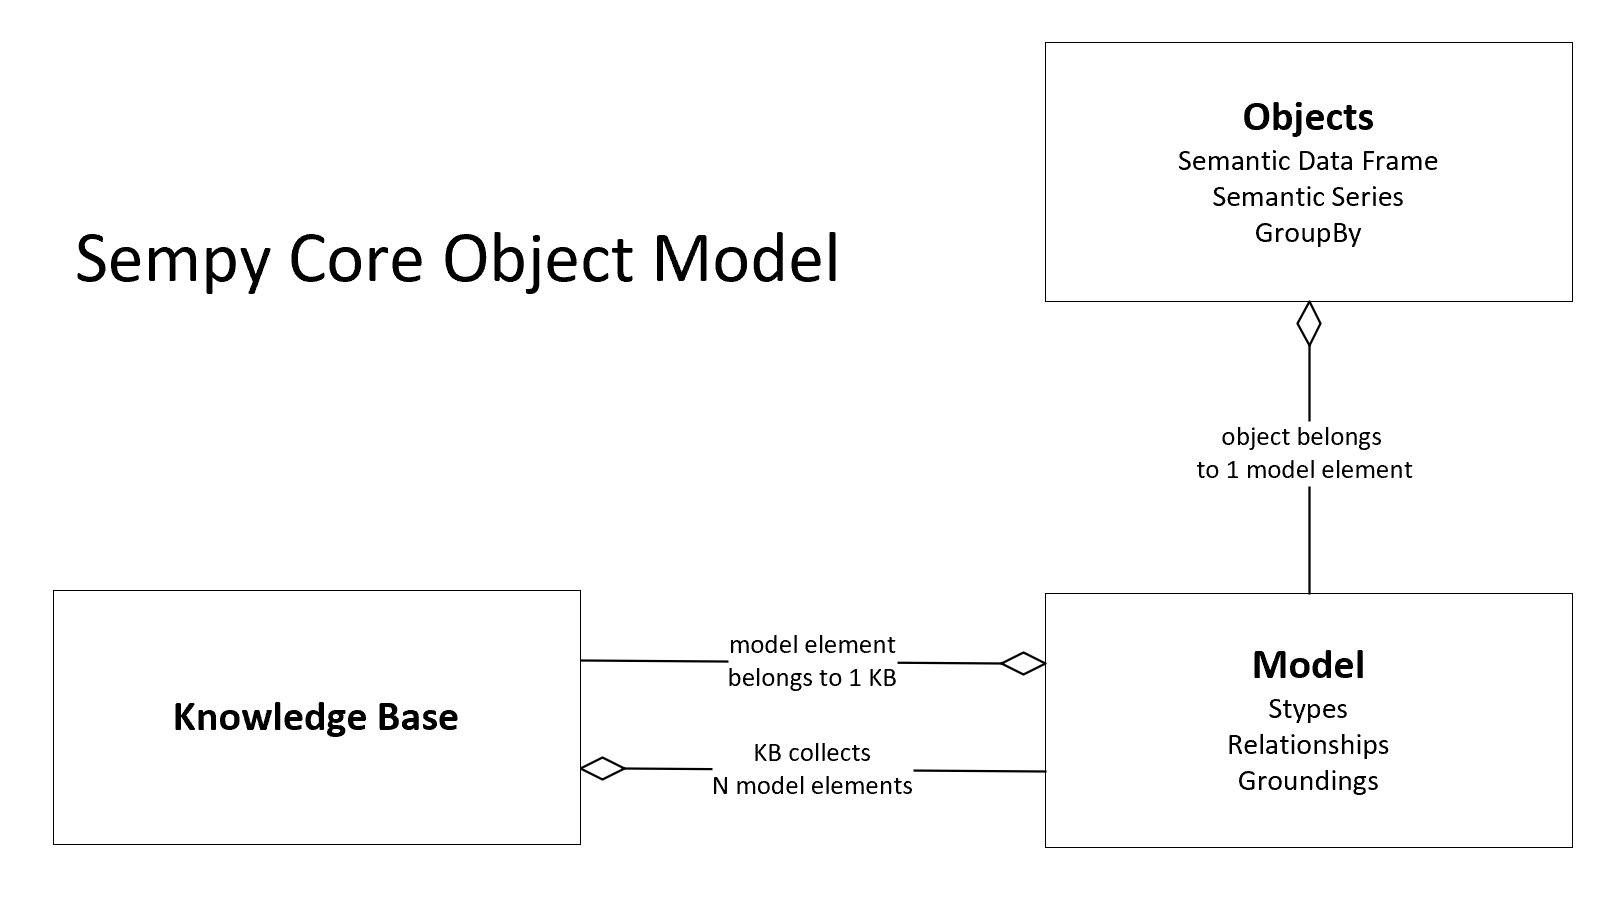 Objects
Semantic Data Frame
Semantic Series
GroupBy
Sempy Core Object Model
object belongs
to 1 model element
Knowledge Base
model element
belongs to 1 KB
KB collects
N model elements
Model
Stypes
Relationships
Groundings